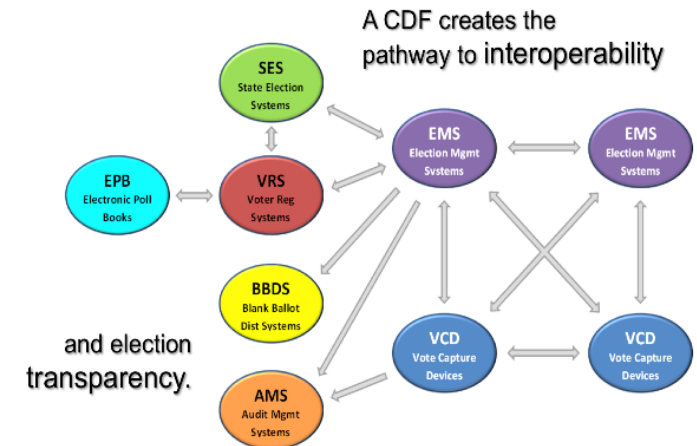 A CDF creates the
pathway to interoperability
SES
State Election
Systems
EMS
Election Mgmt
Systems
EMS
Election Mgmt
Systems
EPB
Electronic Poll
Books
VRS
Voter Reg
Systems
BBDS
Blank Ballot
Dist Systems
and election
transparency.
VCD
Vote Capture
Devices
VCD
Vote Capture
Devices
AMS
Audit Mgmt
Systems